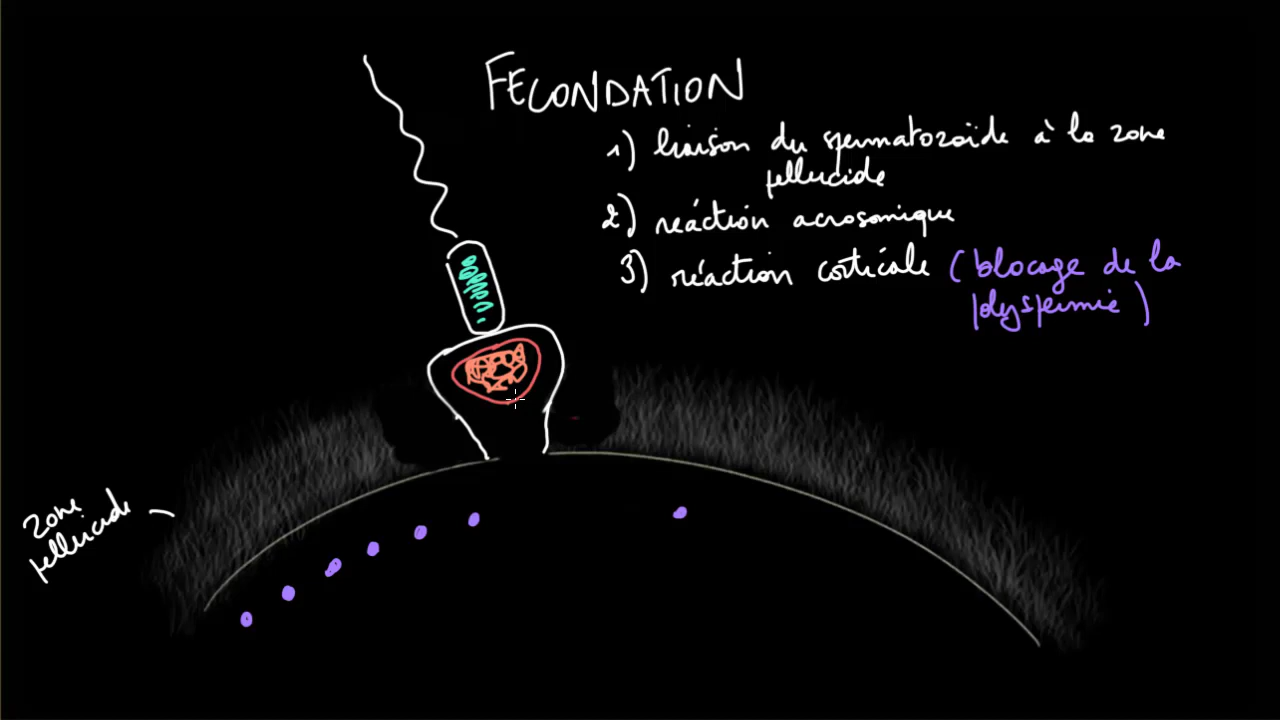 FECONDATION
1) liaison du spermatozoïde à la zone
pellucide
2) réaction acrosomique
3) réaction corticale (blocage de la
polyspermie)
zone
pellucide